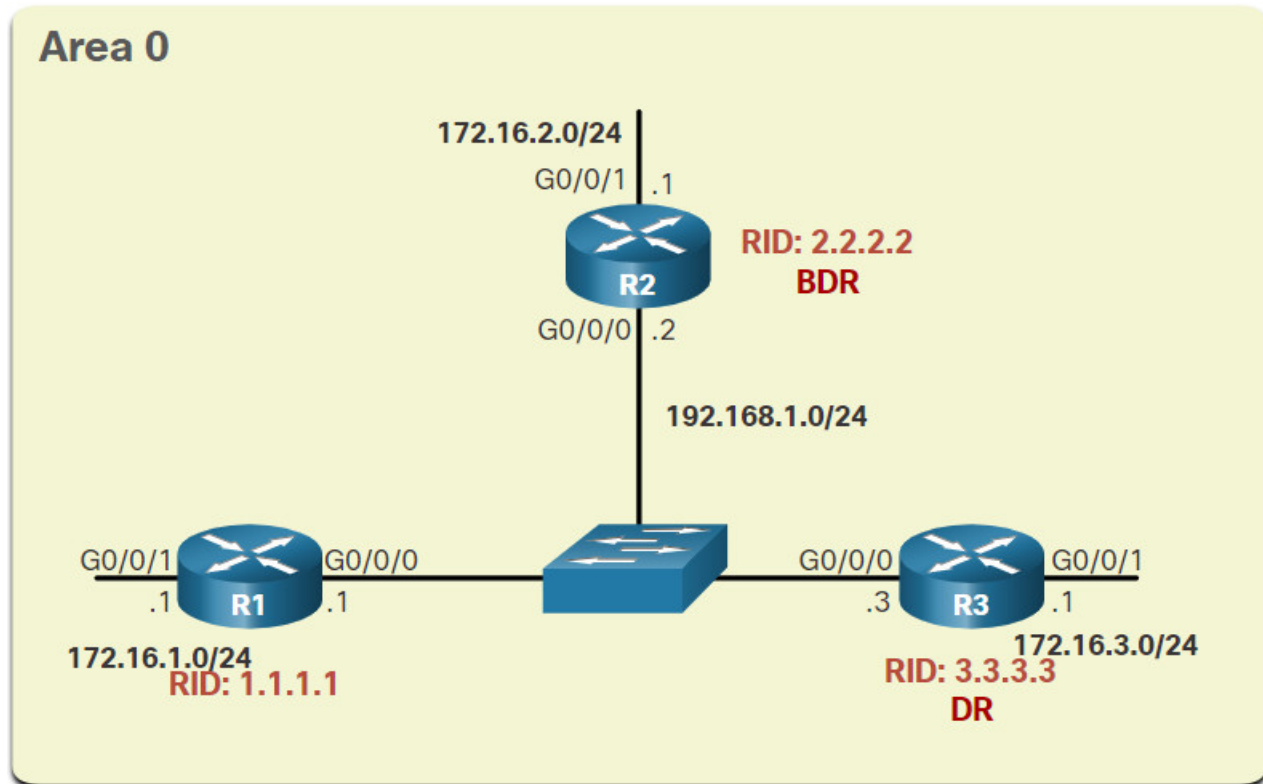 Area 0
172.16.2.0/24
G0/0/1 .1
R2
RID: 2.2.2.2
BDR
G0/0/0 .2
192.168.1.0/24
G0/0/1
.1
R1
G0/0/0
.1
172.16.1.0/24
RID: 1.1.1.1
G0/0/0
.3
R3
G0/0/1
.1
172.16.3.0/24
RID: 3.3.3.3
DR